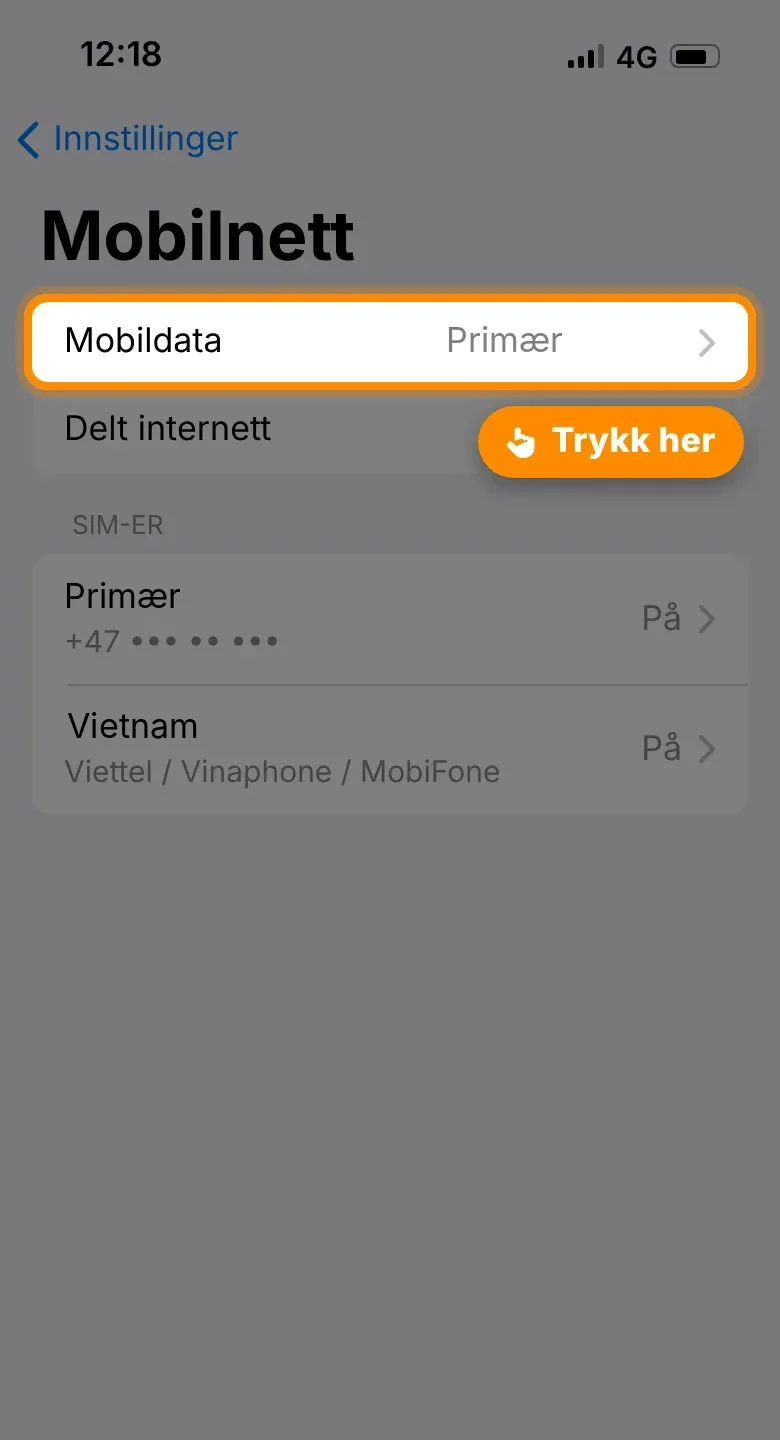 12:18 4G
Innstillinger
Mobilnett
Mobildata Primær
Delt internett
Trykk her
SIM-ER
Primær
På
+47 ••• •• •••
Vietnam
På
Viettel / Vinaphone / MobiFone